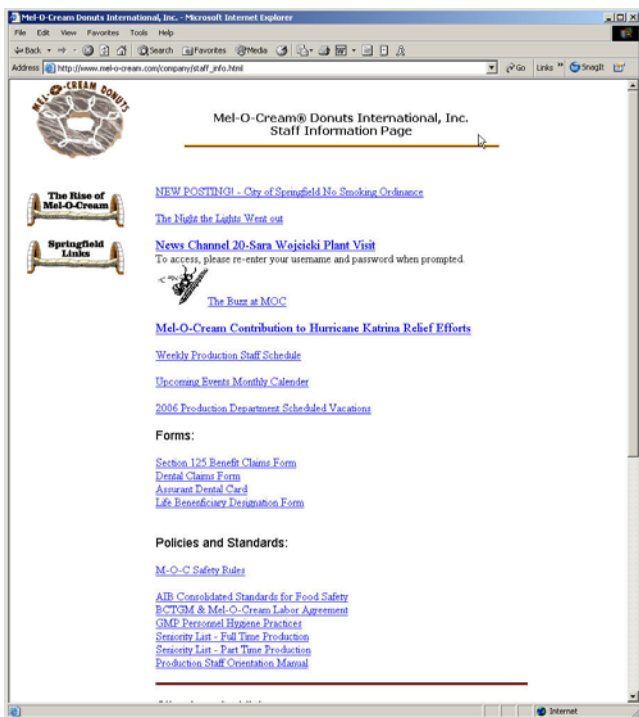 Mel-O-Cream Donuts International, Inc. - Microsoft Internet Explorer
File Edit View Favorites Tools Help
Back Search Favorites Media
Address http://www.mel-o-cream.com/company/staff_info.html Go Links » SnagIt
MEL-O-CREAM DONUTS
Mel-O-Cream® Donuts International, Inc.
Staff Information Page
The Rise of
Mel-O-Cream
Springfield
Links
NEW POSTING! - City of Springfield No Smoking Ordinance
The Night the Lights Went out
News Channel 20-Sara Wojcicki Plant Visit
To access, please re-enter your username and password when prompted.
The Buzz at MOC
Mel-O-Cream Contribution to Hurricane Katrina Relief Efforts
Weekly Production Staff Schedule
Upcoming Events Monthly Calender
2006 Production Department Scheduled Vacations
Forms:
Section 125 Benefit Claims Form
Dental Claims Form
Assurant Dental Card
Life Benenficiary Designation Form
Policies and Standards:
M-O-C Safety Rules
AIB Consolidated Standards for Food Safety
BCTGM & Mel-O-Cream Labor Agreement
GMP Personnel Hygiene Practices
Seniority List - Full Time Production
Seniority List - Part Time Production
Production Staff Orientation Manual
Internet